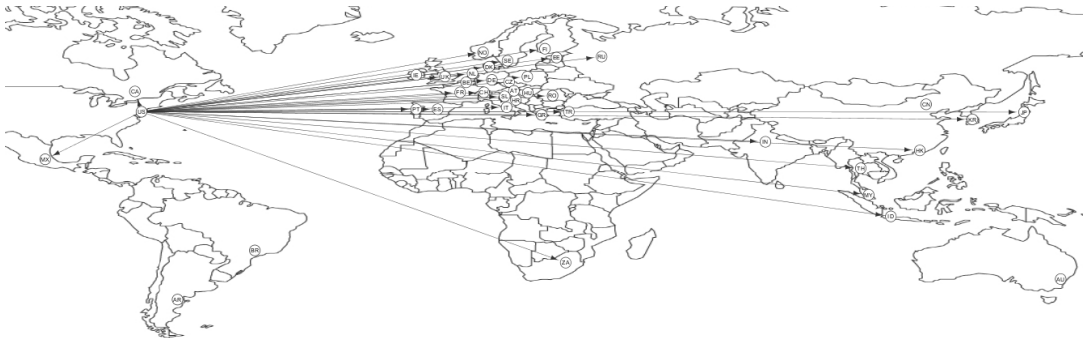 NO
FI
SE
EE
RU
DK
IE
UK
NL
DE
PL
BE
CZ
CA
FR
CH
AT
HU
SL
HR
RO
CN
US
PT
ES
IT
GR
TR
KR
JP
IN
HK
MX
TH
MY
ID
BR
ZA
AU
AR